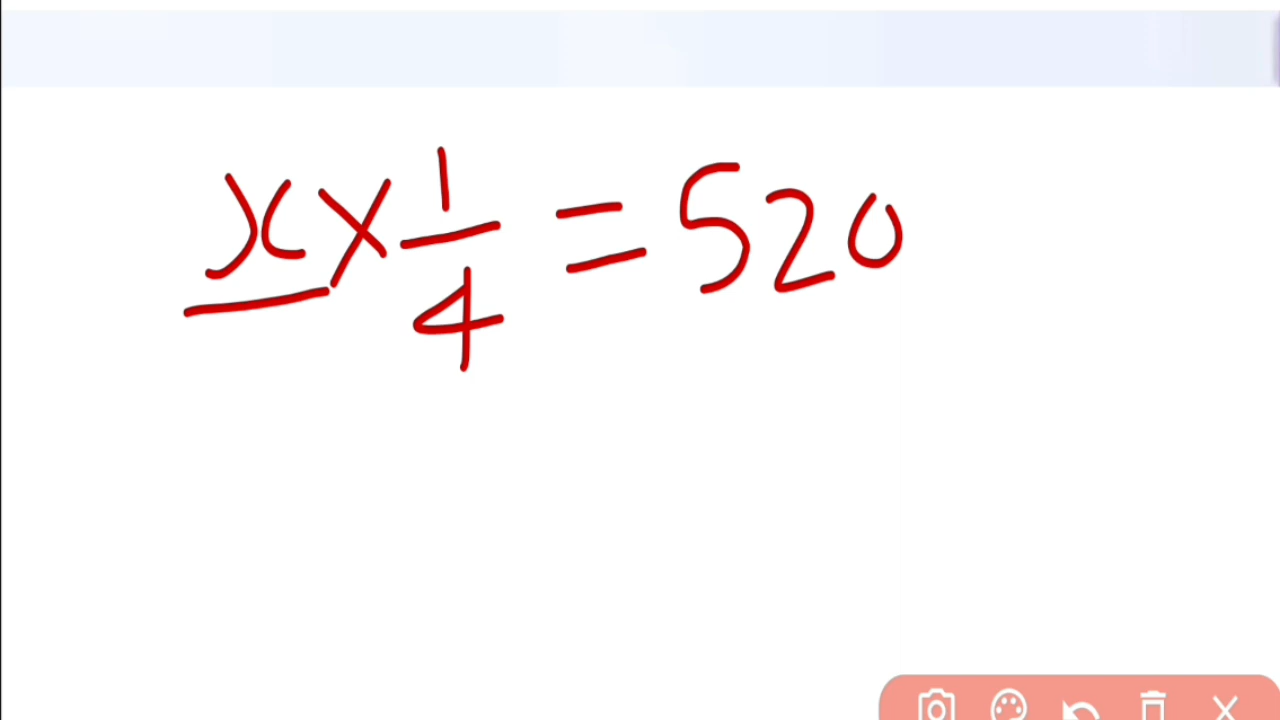 x × 1/4 = 520